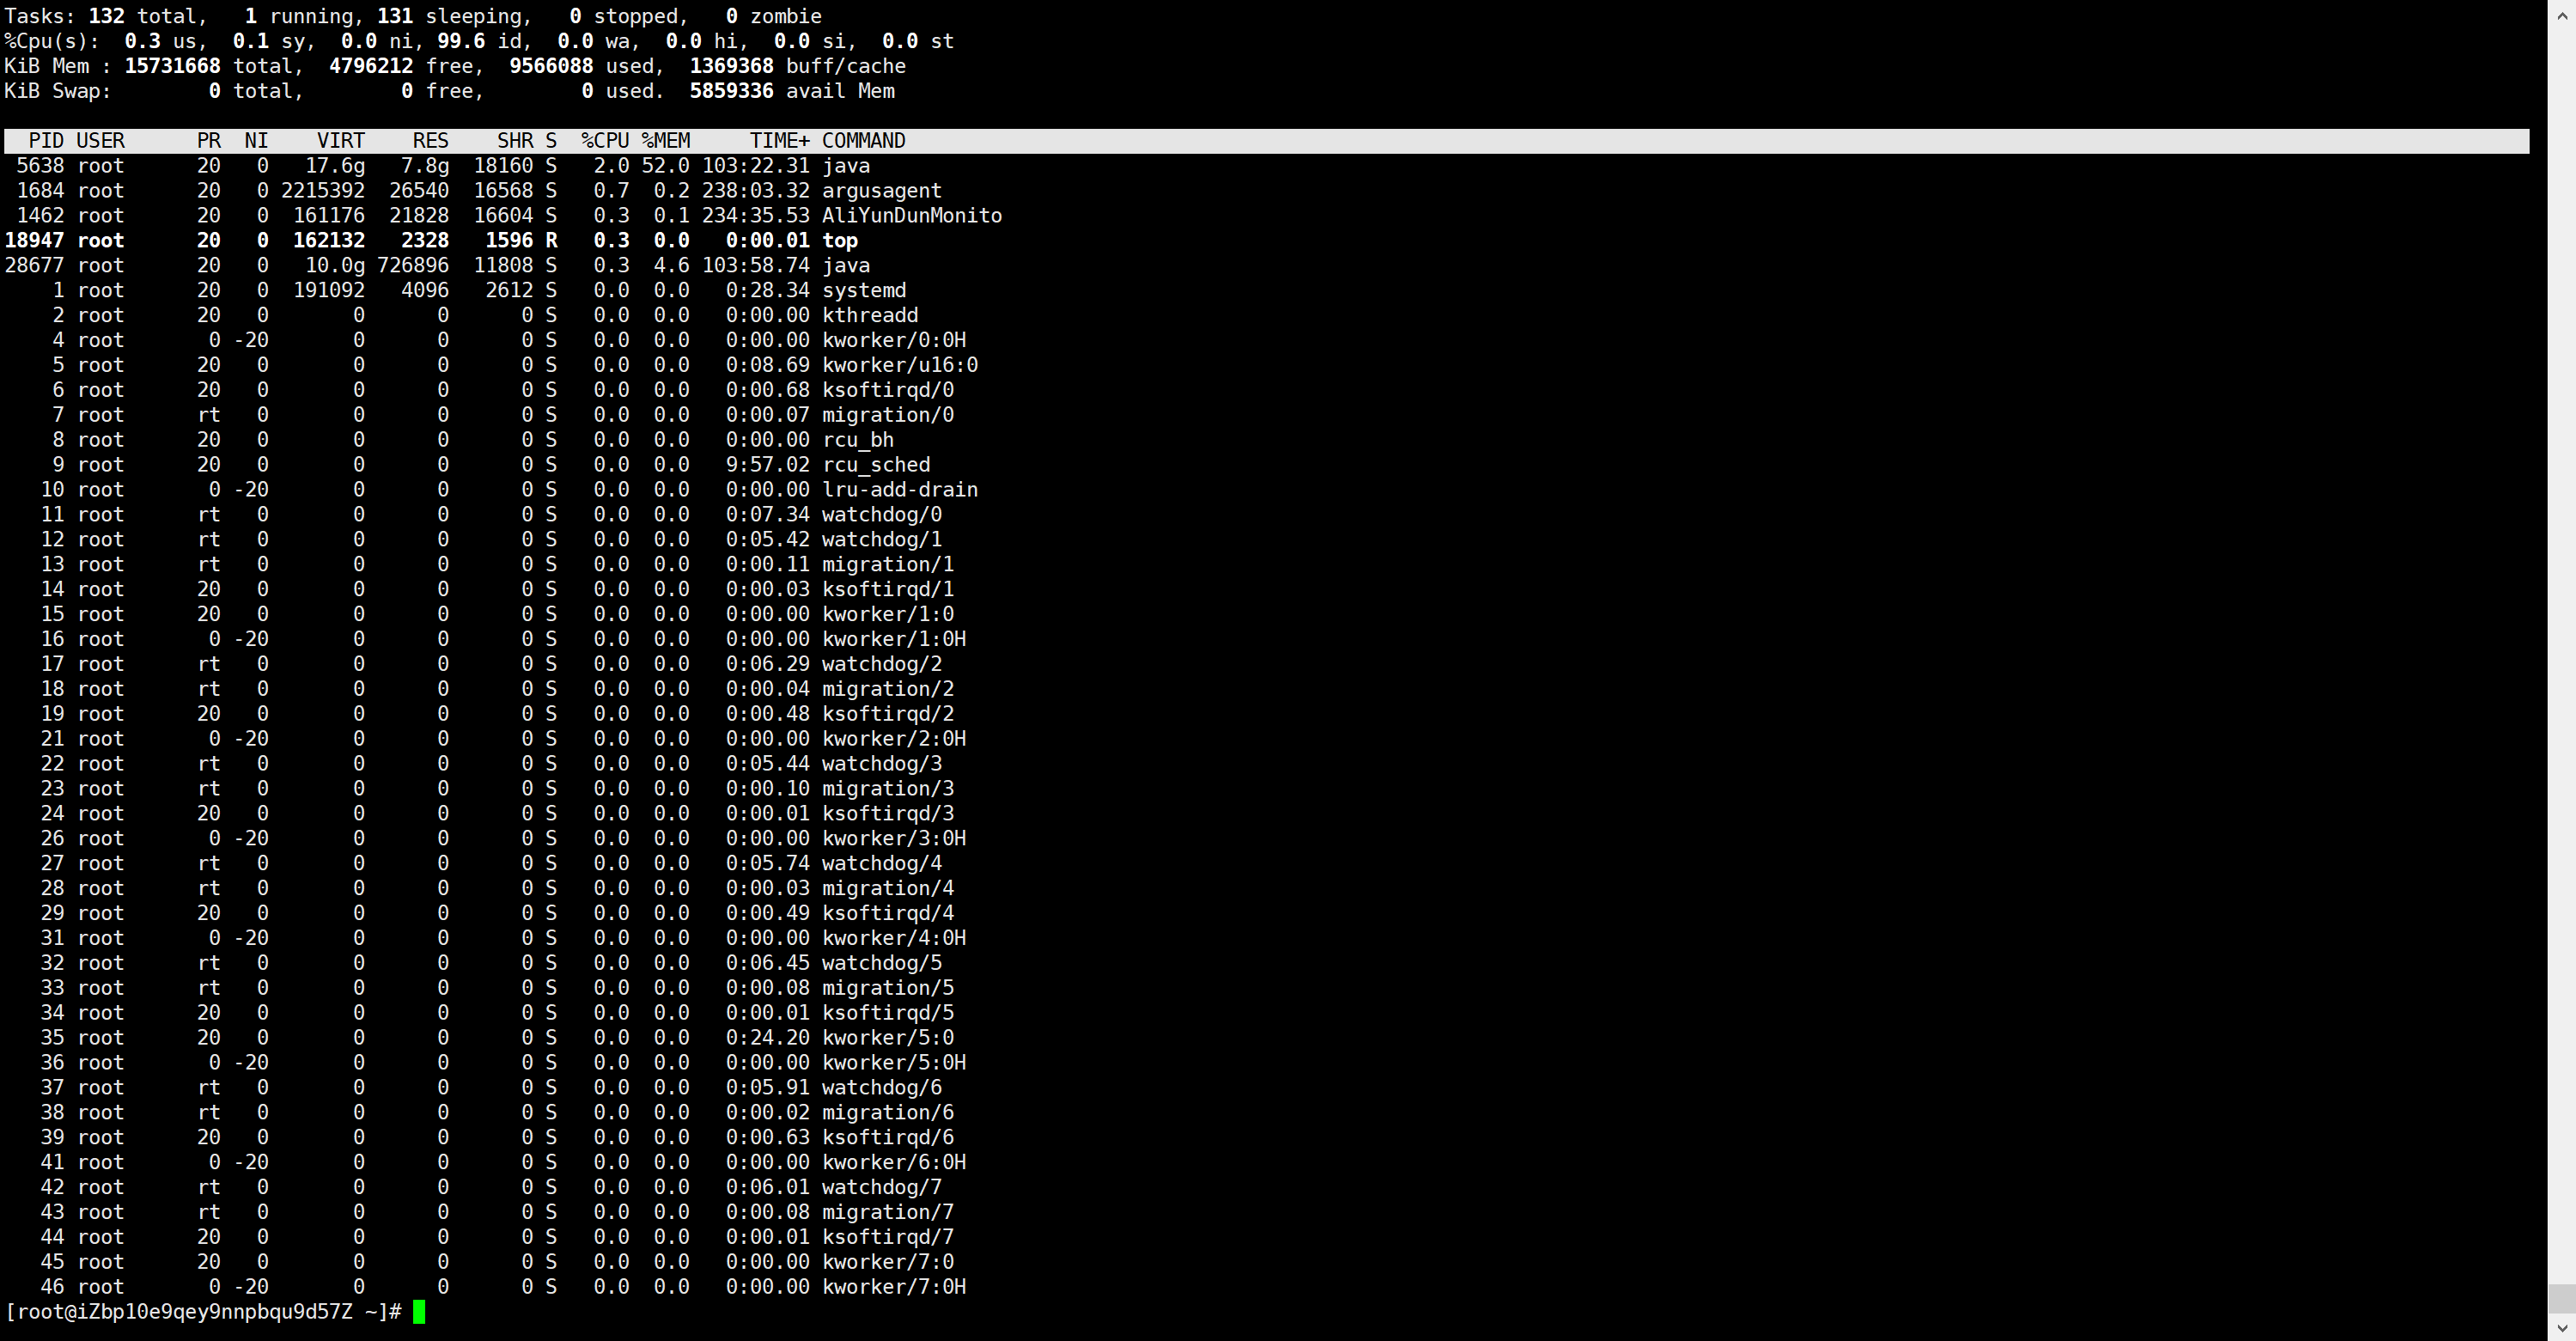 Tasks: 132 total,   1 running, 131 sleeping,   0 stopped,   0 zombie
%Cpu(s):  0.3 us,  0.1 sy,  0.0 ni, 99.6 id,  0.0 wa,  0.0 hi,  0.0 si,  0.0 st
KiB Mem : 15731668 total,  4796212 free,  9566088 used,  1369368 buff/cache
KiB Swap:        0 total,        0 free,        0 used.  5859336 avail Mem
  PID USER      PR  NI    VIRT    RES    SHR S  %CPU %MEM     TIME+ COMMAND
 5638 root      20   0   17.6g   7.8g  18160 S   2.0 52.0 103:22.31 java
 1684 root      20   0 2215392  26540  16568 S   0.7  0.2 238:03.32 argusagent
 1462 root      20   0  161176  21828  16604 S   0.3  0.1 234:35.53 AliYunDunMonito
18947 root      20   0  162132   2328   1596 R   0.3  0.0   0:00.01 top
28677 root      20   0   10.0g 726896  11808 S   0.3  4.6 103:58.74 java
    1 root      20   0  191092   4096   2612 S   0.0  0.0   0:28.34 systemd
    2 root      20   0       0      0      0 S   0.0  0.0   0:00.00 kthreadd
    4 root       0 -20       0      0      0 S   0.0  0.0   0:00.00 kworker/0:0H
    5 root      20   0       0      0      0 S   0.0  0.0   0:08.69 kworker/u16:0
    6 root      20   0       0      0      0 S   0.0  0.0   0:00.68 ksoftirqd/0
    7 root      rt   0       0      0      0 S   0.0  0.0   0:00.07 migration/0
    8 root      20   0       0      0      0 S   0.0  0.0   0:00.00 rcu_bh
    9 root      20   0       0      0      0 S   0.0  0.0   9:57.02 rcu_sched
   10 root       0 -20       0      0      0 S   0.0  0.0   0:00.00 lru-add-drain
   11 root      rt   0       0      0      0 S   0.0  0.0   0:07.34 watchdog/0
   12 root      rt   0       0      0      0 S   0.0  0.0   0:05.42 watchdog/1
   13 root      rt   0       0      0      0 S   0.0  0.0   0:00.11 migration/1
   14 root      20   0       0      0      0 S   0.0  0.0   0:00.03 ksoftirqd/1
   15 root      20   0       0      0      0 S   0.0  0.0   0:00.00 kworker/1:0
   16 root       0 -20       0      0      0 S   0.0  0.0   0:00.00 kworker/1:0H
   17 root      rt   0       0      0      0 S   0.0  0.0   0:06.29 watchdog/2
   18 root      rt   0       0      0      0 S   0.0  0.0   0:00.04 migration/2
   19 root      20   0       0      0      0 S   0.0  0.0   0:00.48 ksoftirqd/2
   21 root       0 -20       0      0      0 S   0.0  0.0   0:00.00 kworker/2:0H
   22 root      rt   0       0      0      0 S   0.0  0.0   0:05.44 watchdog/3
   23 root      rt   0       0      0      0 S   0.0  0.0   0:00.10 migration/3
   24 root      20   0       0      0      0 S   0.0  0.0   0:00.01 ksoftirqd/3
   26 root       0 -20       0      0      0 S   0.0  0.0   0:00.00 kworker/3:0H
   27 root      rt   0       0      0      0 S   0.0  0.0   0:05.74 watchdog/4
   28 root      rt   0       0      0      0 S   0.0  0.0   0:00.03 migration/4
   29 root      20   0       0      0      0 S   0.0  0.0   0:00.49 ksoftirqd/4
   31 root       0 -20       0      0      0 S   0.0  0.0   0:00.00 kworker/4:0H
   32 root      rt   0       0      0      0 S   0.0  0.0   0:06.45 watchdog/5
   33 root      rt   0       0      0      0 S   0.0  0.0   0:00.08 migration/5
   34 root      20   0       0      0      0 S   0.0  0.0   0:00.01 ksoftirqd/5
   35 root      20   0       0      0      0 S   0.0  0.0   0:24.20 kworker/5:0
   36 root       0 -20       0      0      0 S   0.0  0.0   0:00.00 kworker/5:0H
   37 root      rt   0       0      0      0 S   0.0  0.0   0:05.91 watchdog/6
   38 root      rt   0       0      0      0 S   0.0  0.0   0:00.02 migration/6
   39 root      20   0       0      0      0 S   0.0  0.0   0:00.63 ksoftirqd/6
   41 root       0 -20       0      0      0 S   0.0  0.0   0:00.00 kworker/6:0H
   42 root      rt   0       0      0      0 S   0.0  0.0   0:06.01 watchdog/7
   43 root      rt   0       0      0      0 S   0.0  0.0   0:00.08 migration/7
   44 root      20   0       0      0      0 S   0.0  0.0   0:00.01 ksoftirqd/7
   45 root      20   0       0      0      0 S   0.0  0.0   0:00.00 kworker/7:0
   46 root       0 -20       0      0      0 S   0.0  0.0   0:00.00 kworker/7:0H
[root@iZbp10e9qey9nnpbqu9d57Z ~]#